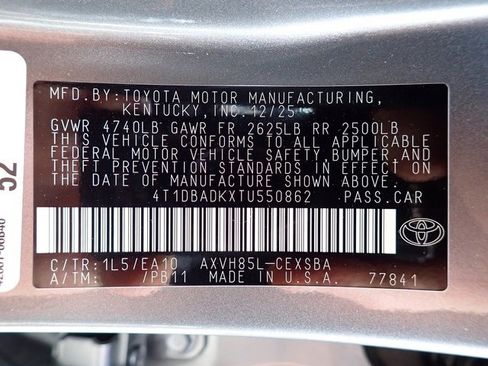 MFD.BY:TOYOTA MOTOR MANUFACTURING,
KENTUCKY,INC.12/25
GVWR 4740LB GAWR FR 2625LB RR 2500LB
THIS VEHICLE CONFORMS TO ALL APPLICABLE
FEDERAL MOTOR VEHICLE SAFETY,BUMPER,AND
THEFT PREVENTION STANDARDS IN EFFECT ON
THE DATE OF MANUFACTURE SHOWN ABOVE.
4T1DBADKXTU550862 PASS.CAR
C/TR:1L5/EA10 AXVH85L-CEXSBA
A/TM: /PB11 Made In U.S.A. 77841
52